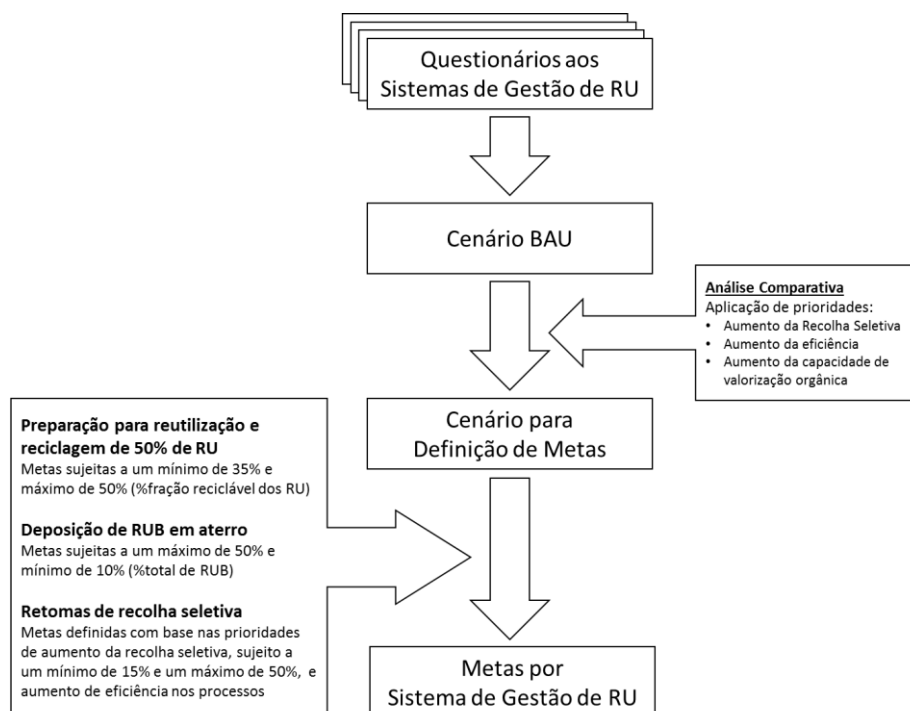 Questionários aos
Sistemas de Gestão de RU
Cenário BAU
Análise Comparativa
Aplicação de prioridades:
• Aumento da Recolha Seletiva
• Aumento da eficiência
• Aumento da capacidade de
valorização orgânica
Cenário para
Definição de Metas
Preparação para reutilização e
reciclagem de 50% de RU
Metas sujeitas a um mínimo de 35% e
máximo de 50% (%fração reciclável dos RU)
Deposição de RUB em aterro
Metas sujeitas a um máximo de 50% e
mínimo de 10% (%total de RUB)
Retomas de recolha seletiva
Metas definidas com base nas prioridades
de aumento da recolha seletiva, sujeito a
um mínimo de 15% e um máximo de 50%, e
aumento de eficiência nos processos
Metas por
Sistema de Gestão de RU